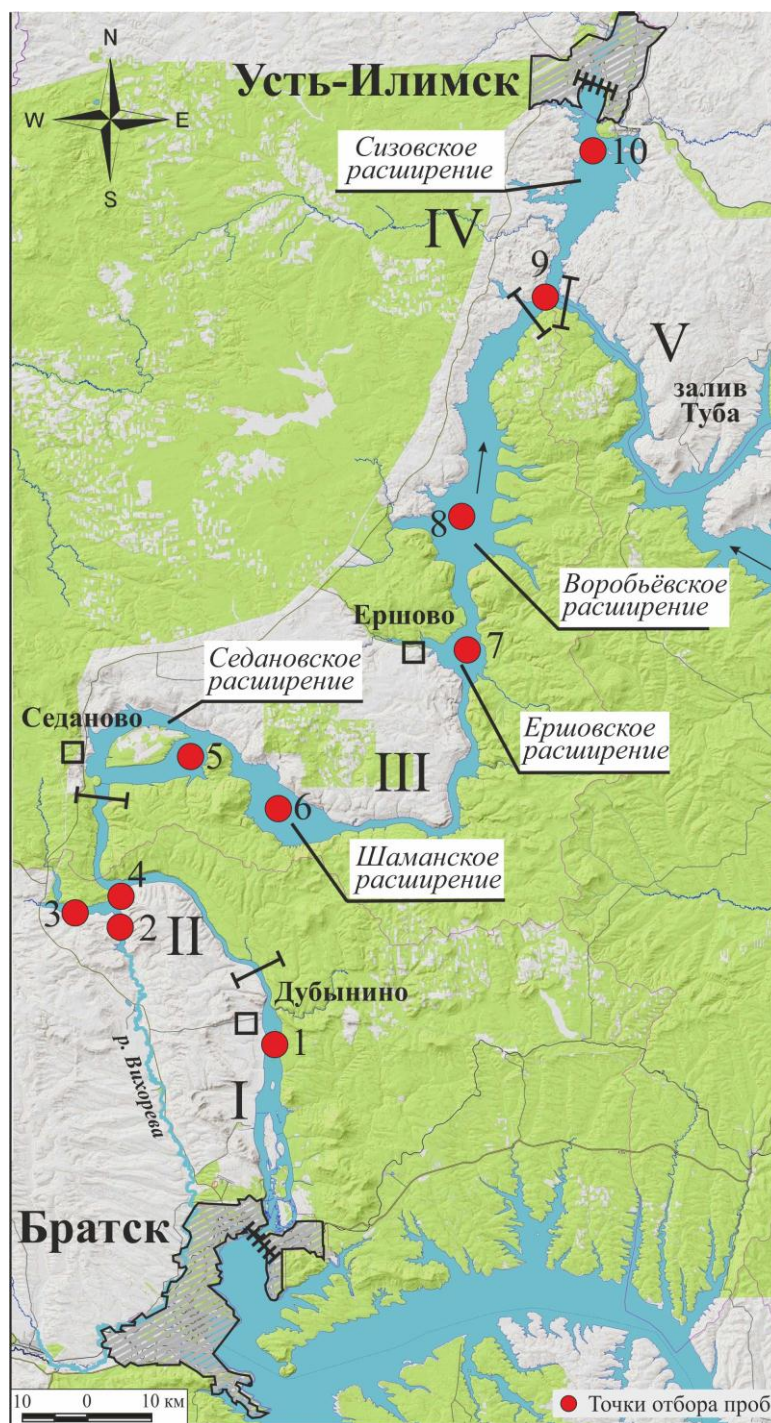 Усть-Илимск
N
W
E
S
Сизовское
расширение
10
IV
9
V
залив
Туба
8
Воробьёвское
расширение
Ершово
7
Седановское
расширение
Седаново
Ершовское
расширение
5
III
6
Шаманское
расширение
4
3
2
II
Дубынино
1
р. Вихорева
I
Братск
10 0 10 км
Точки отбора проб